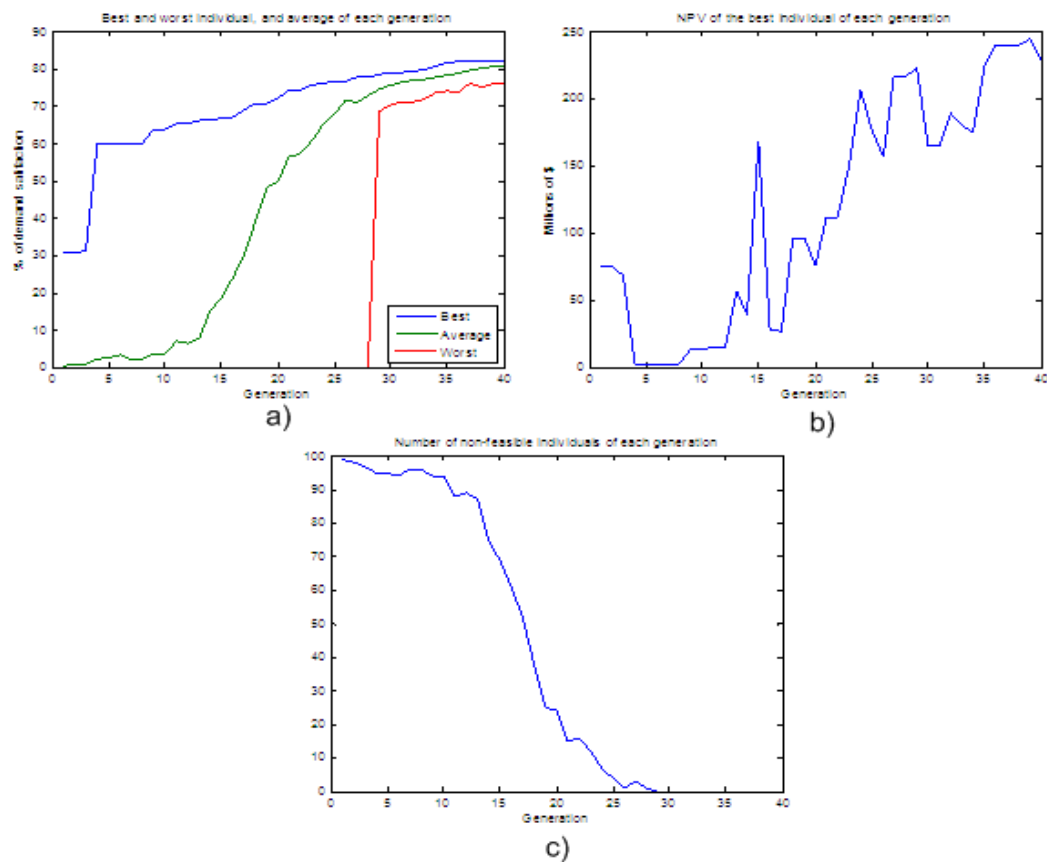 Best and worst individual, and average of each generation
90
80
70
60
50
40
30
20
10
0
% of demand satisfaction
0 5 10 15 20 25 30 35 40
Generation
Best
Average
Worst
a)
NPV of the best individual of each generation
250
200
150
100
50
0
Millions of $
0 5 10 15 20 25 30 35 40
Generation
b)
Number of non-feasible individuals of each generation
100
90
80
70
60
50
40
30
20
10
0
0 5 10 15 20 25 30 35 40
Generation
c)